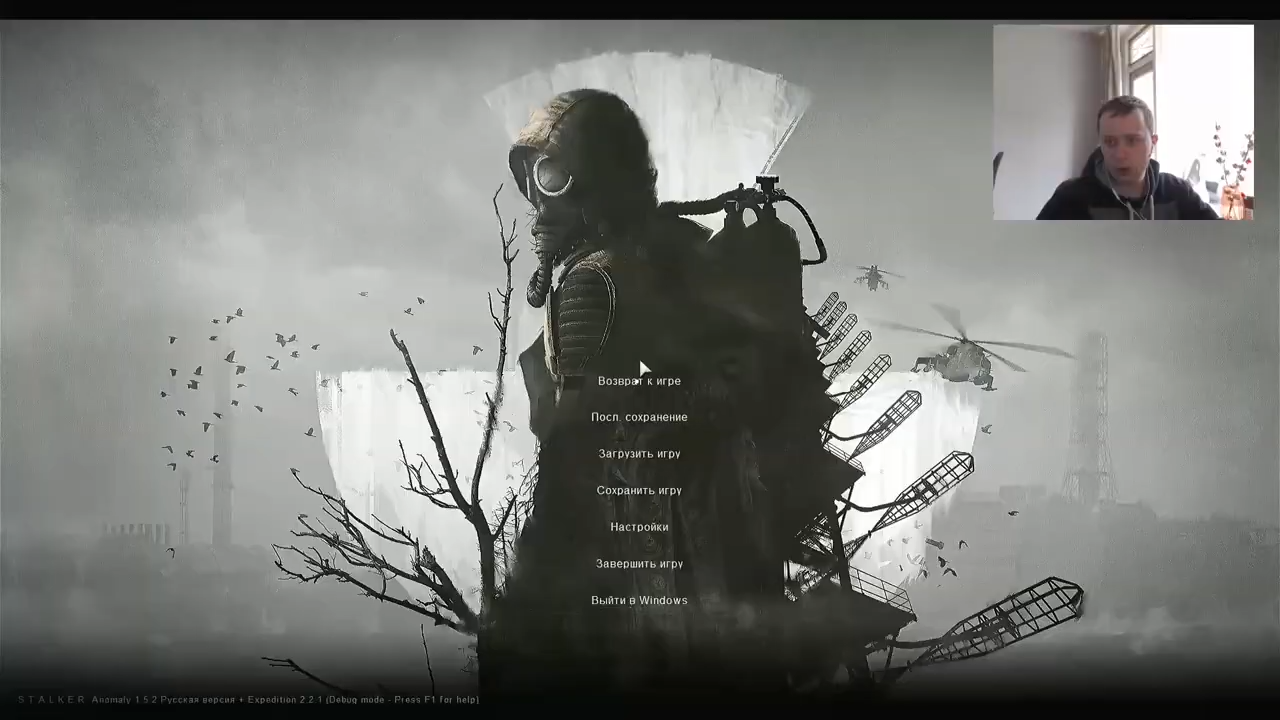 Возврат к игре
Посл. сохранение
Загрузить игру
Сохранить игру
Настройки
Завершить игру
Выйти в Windows
S T A L K E R Anomaly 1.5.2 Русская версия + Expedition 2.2.1 (Debug mode - Press F1 for help)